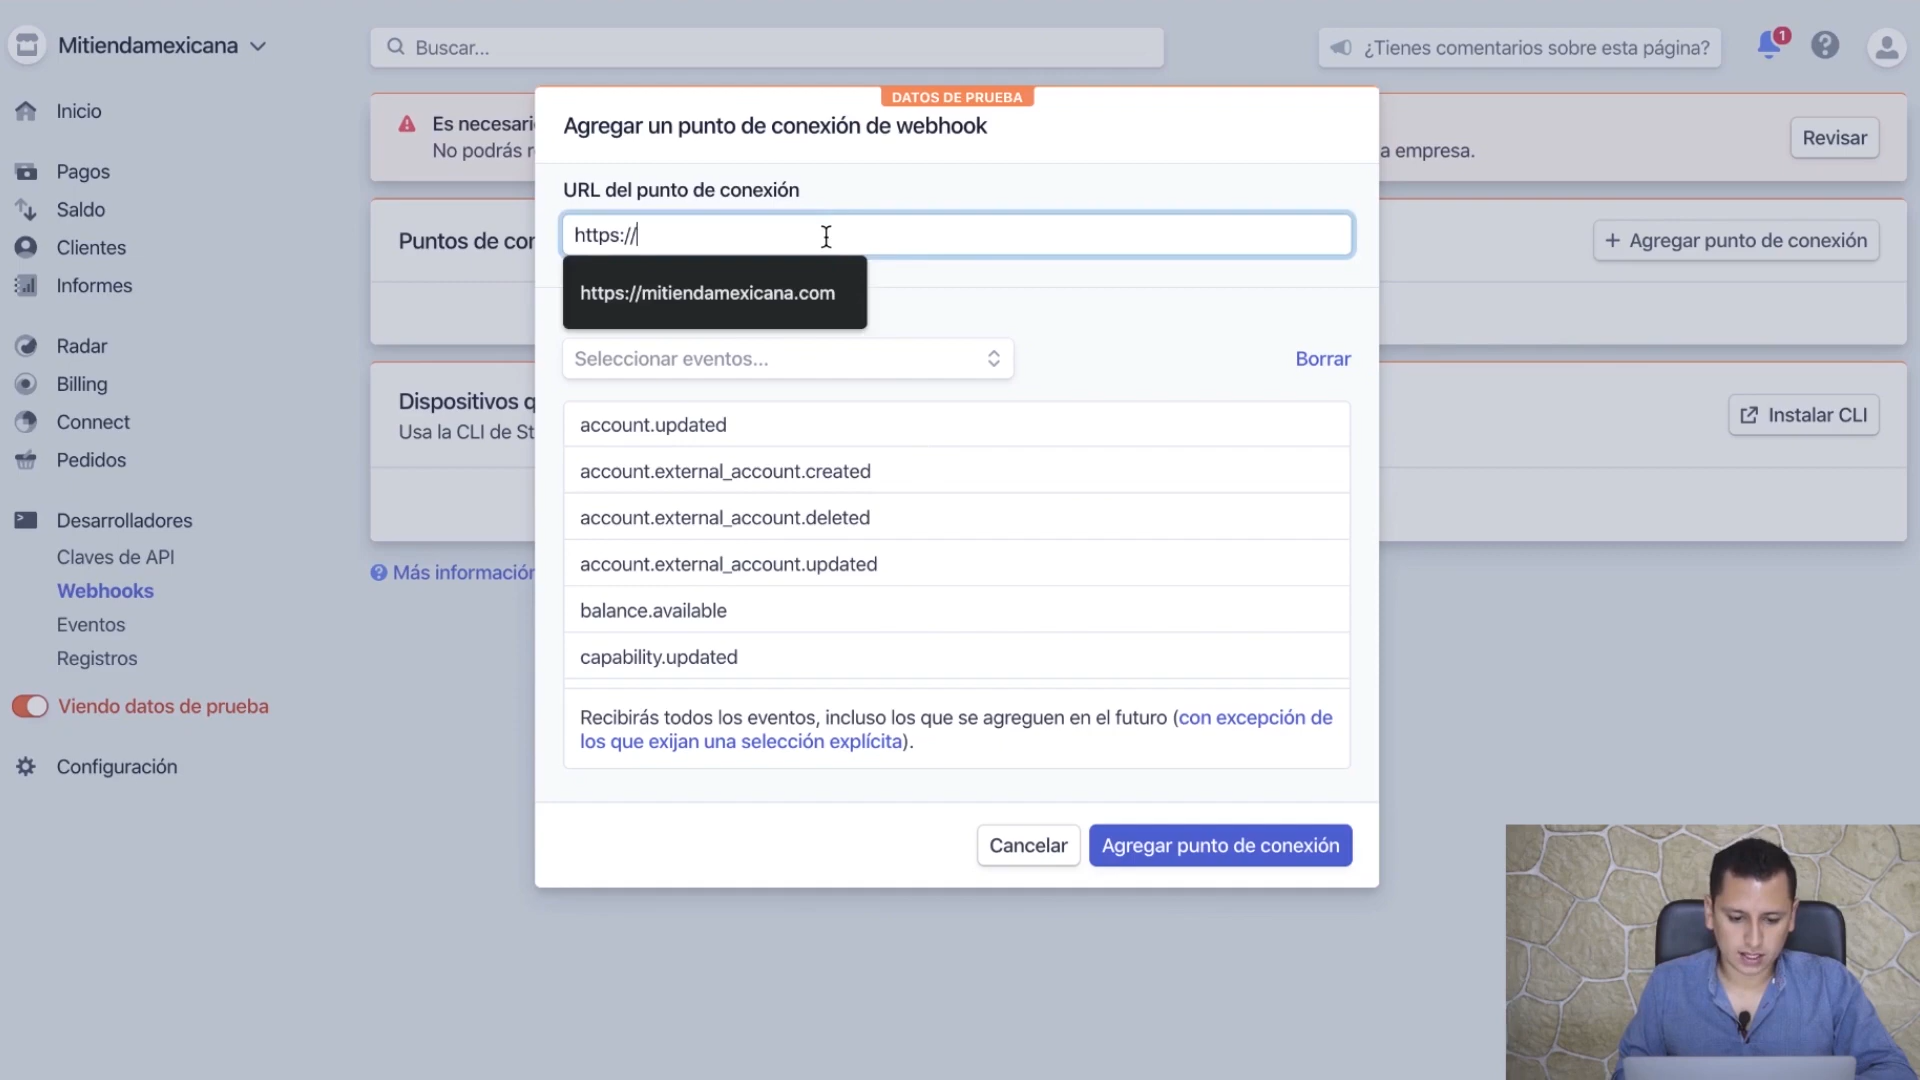 Mitiendamexicana
Buscar...
¿Tienes comentarios sobre esta página?
1
Inicio
Pagos
Saldo
Clientes
Informes
Radar
Billing
Connect
Pedidos
Desarrolladores
Claves de API
Webhooks
Eventos
Registros
Viendo datos de prueba
Configuración
Es necesari
No podrás r
a empresa.
Revisar
Puntos de cor
+ Agregar punto de conexión
Dispositivos q
Usa la CLI de St
Instalar CLI
Más información
DATOS DE PRUEBA
Agregar un punto de conexión de webhook
URL del punto de conexión
https://
https://mitiendamexicana.com
Seleccionar eventos...
Borrar
account.updated
account.external_account.created
account.external_account.deleted
account.external_account.updated
balance.available
capability.updated
Recibirás todos los eventos, incluso los que se agreguen en el futuro (con excepción de
los que exijan una selección explícita).
Cancelar
Agregar punto de conexión